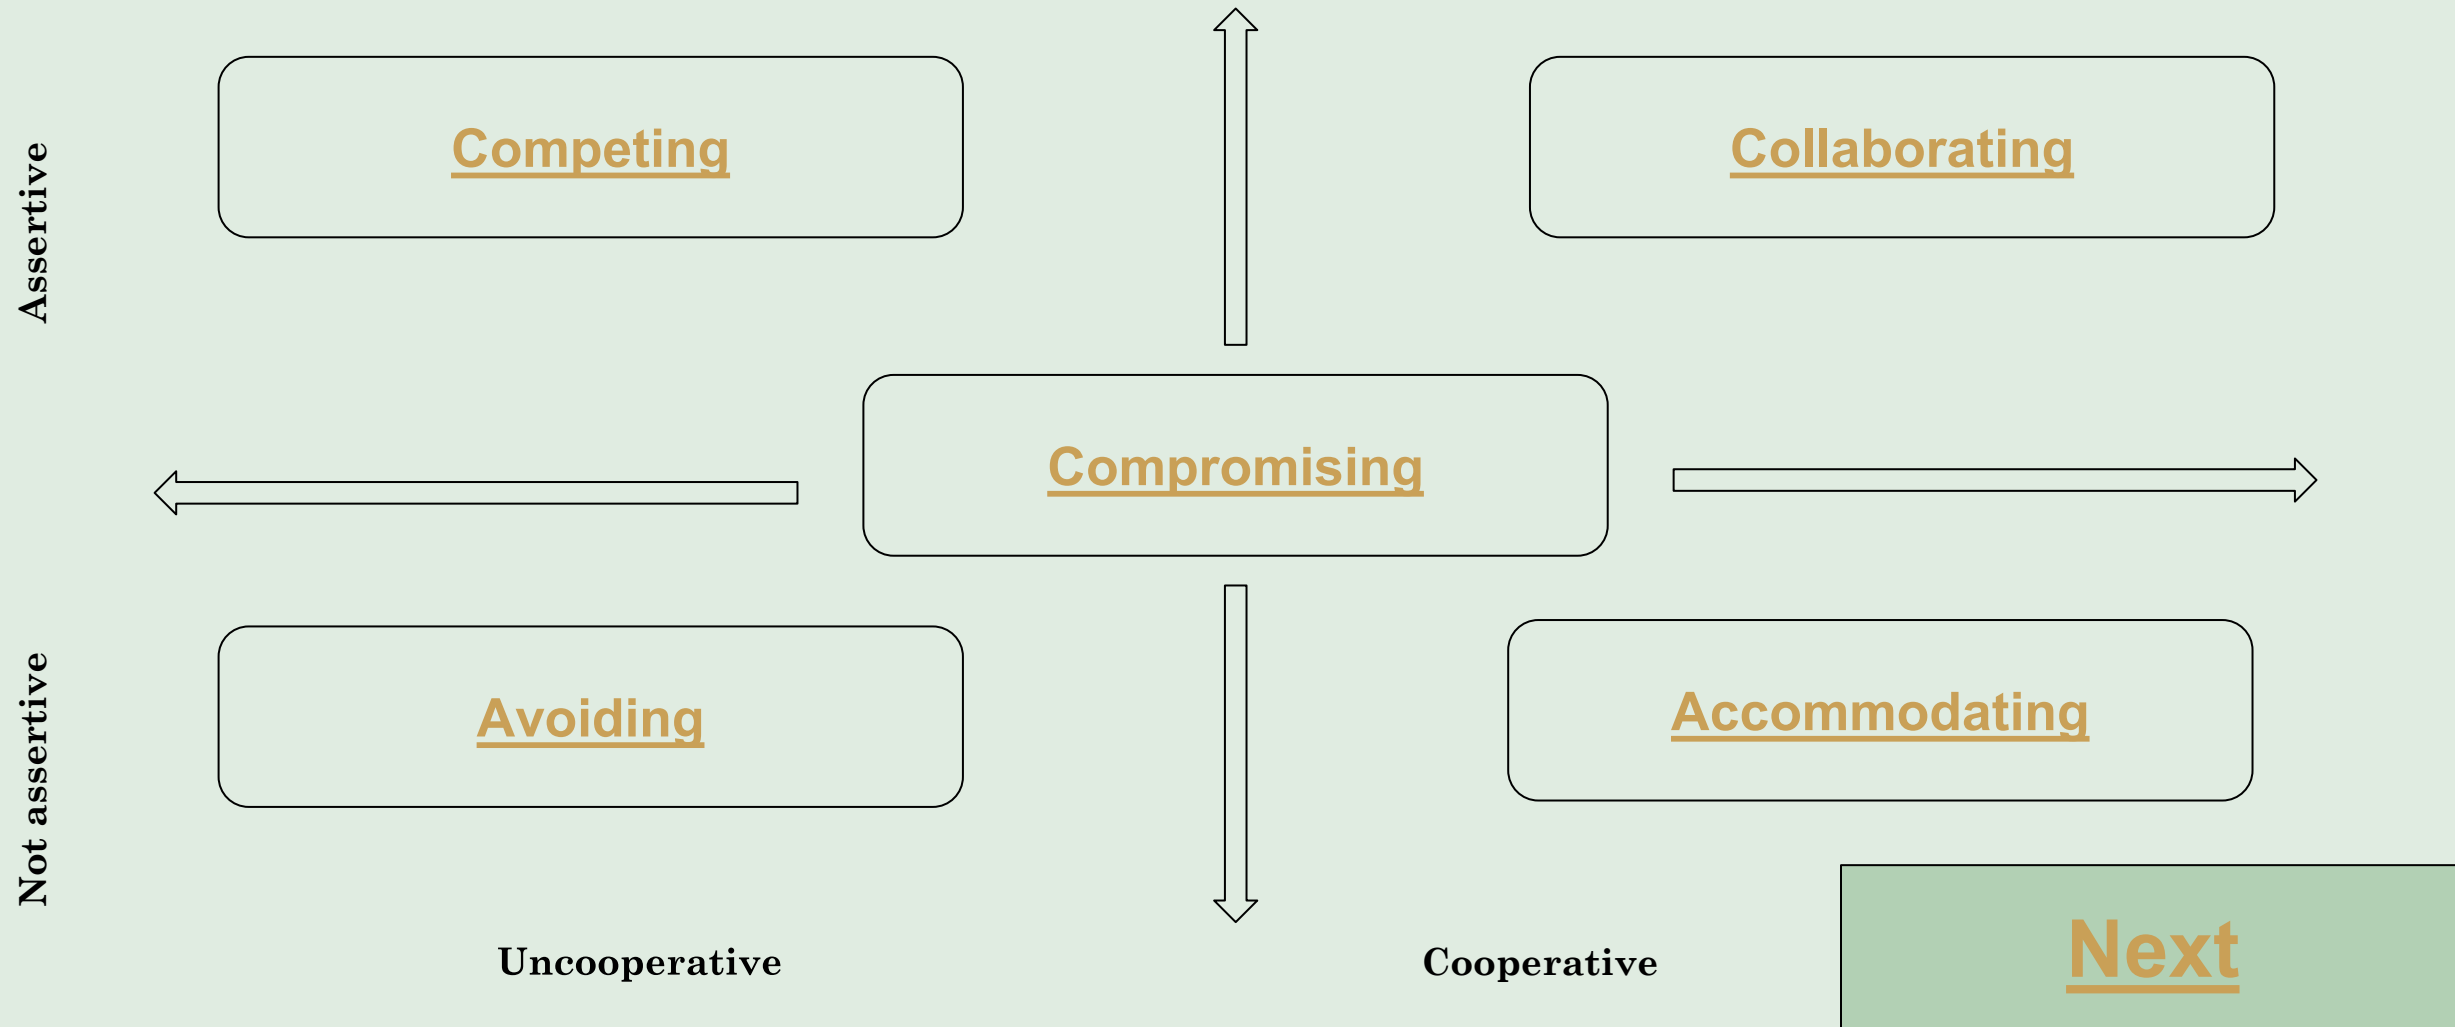 Assertive
Competing
Collaborating
Compromising
Not assertive
Avoiding
Accommodating
Uncooperative
Cooperative
Next